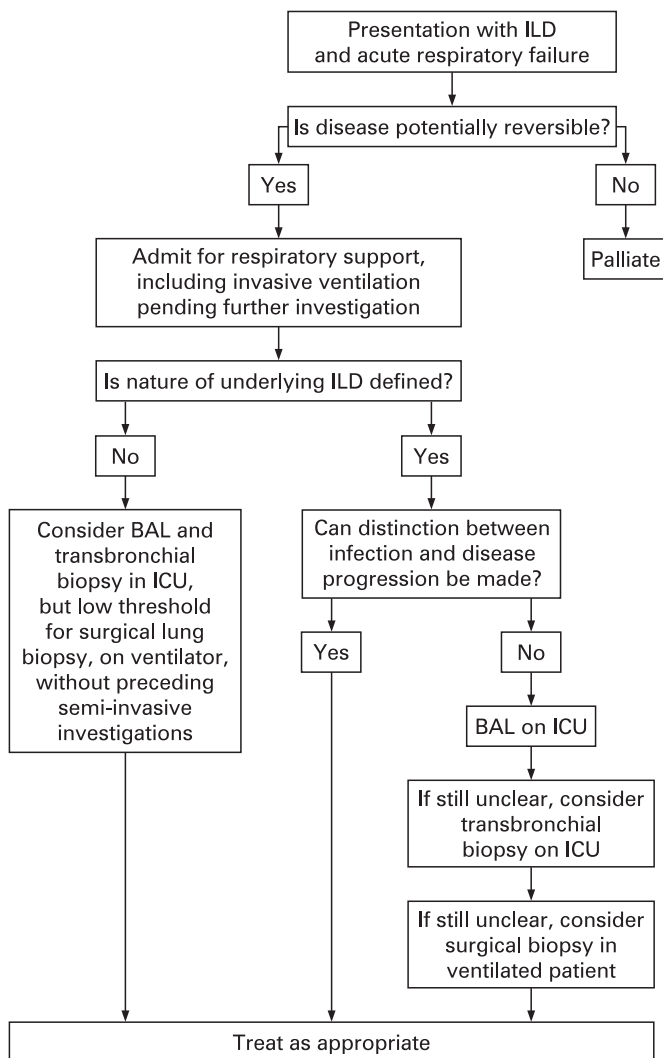 Presentation with ILD
and acute respiratory failure
Is disease potentially reversible?
Yes
No
Admit for respiratory support,
including invasive ventilation
pending further investigation
Palliate
Is nature of underlying ILD defined?
No
Yes
Consider BAL and
transbronchial
biopsy in ICU,
but low threshold
for surgical lung
biopsy, on ventilator,
without preceding
semi-invasive
investigations
Can distinction between
infection and disease
progression be made?
Yes
No
BAL on ICU
If still unclear, consider
transbronchial
biopsy on ICU
If still unclear, consider
surgical biopsy in
ventilated patient
Treat as appropriate